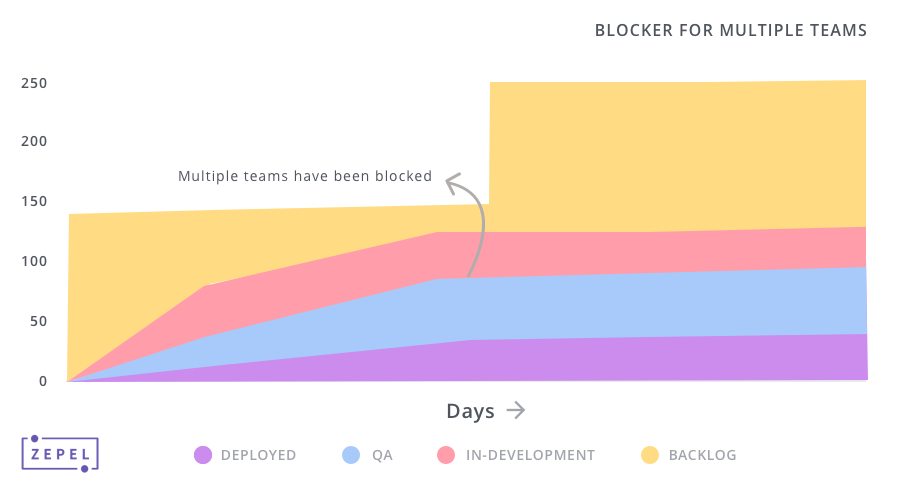 BLOCKER FOR MULTIPLE TEAMS
250
200
Multiple teams have been blocked
150
100
50
0
Days
ZEPEL
DEPLOYED
QA
IN-DEVELOPMENT
BACKLOG